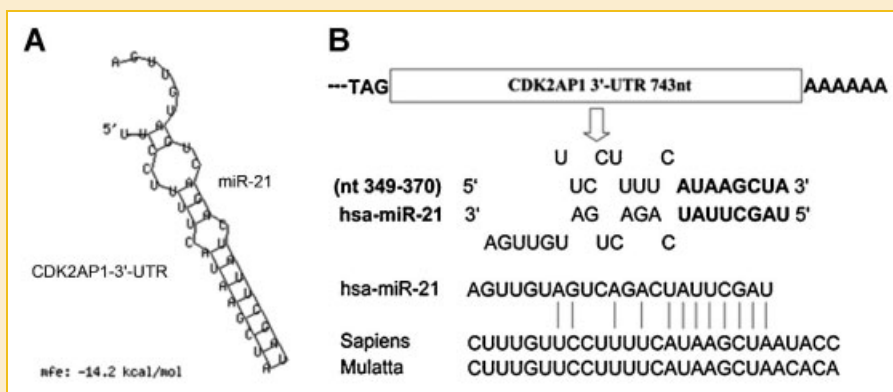 A
B
5'
miR-21
CDK2AP1-3'-UTR
mfe: -14.2 kcal/mol
---TAG CDK2AP1 3'-UTR 743nt AAAAAA
U CU C
(nt 349-370) 5' UC UUU AUAAGCUA 3'
hsa-miR-21 3' AG AGA UAUUCGAU 5'
AGUUGU UC C
hsa-miR-21 AGUUGUAGUCAGACUAUUCGAU
Sapiens CUUUGUUCCUUUUCAUAAGCUAAUACC
Mulatta CUUUGUUCCUUUUCAUAAGCUAACACA